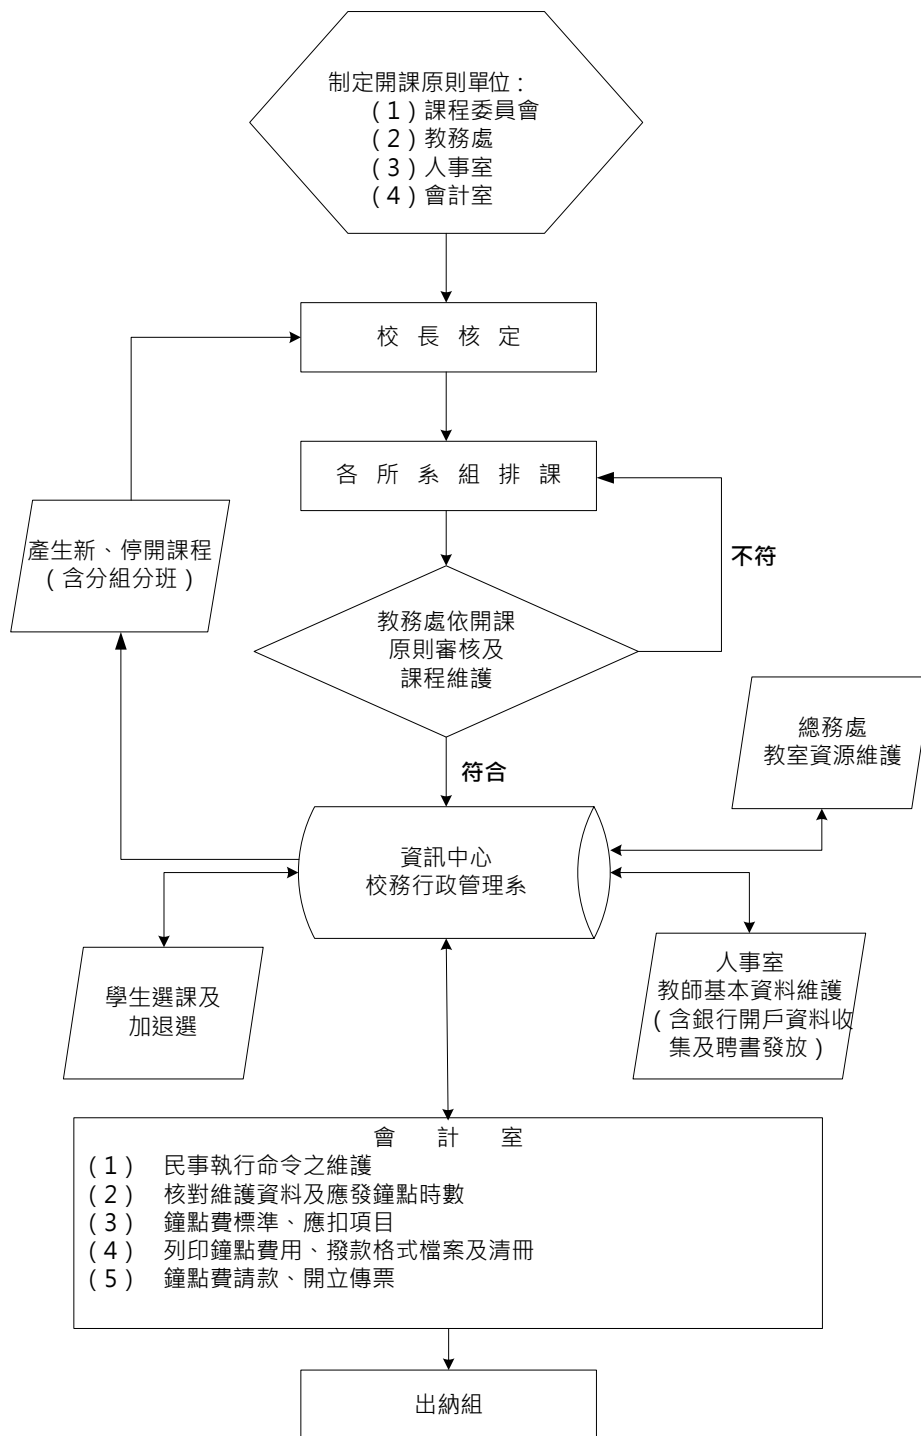 制定開課原則單位：
（1）課程委員會
（2）教務處
（3）人事室
（4）會計室
校 長 核 定
各 所 系 組 排 課
產生新、停開課程
（含分組分班）
不符
教務處依開課
原則審核及
課程維護
總務處
教室資源維護
符合
資訊中心
校務行政管理系
人事室
教師基本資料維護
（含銀行開戶資料收
集及聘書發放）
學生選課及
加退選
會 計 室
（1） 民事執行命令之維護
（2） 核對維護資料及應發鐘點時數
（3） 鐘點費標準、應扣項目
（4） 列印鐘點費用、撥款格式檔案及清冊
（5） 鐘點費請款、開立傳票
出納組